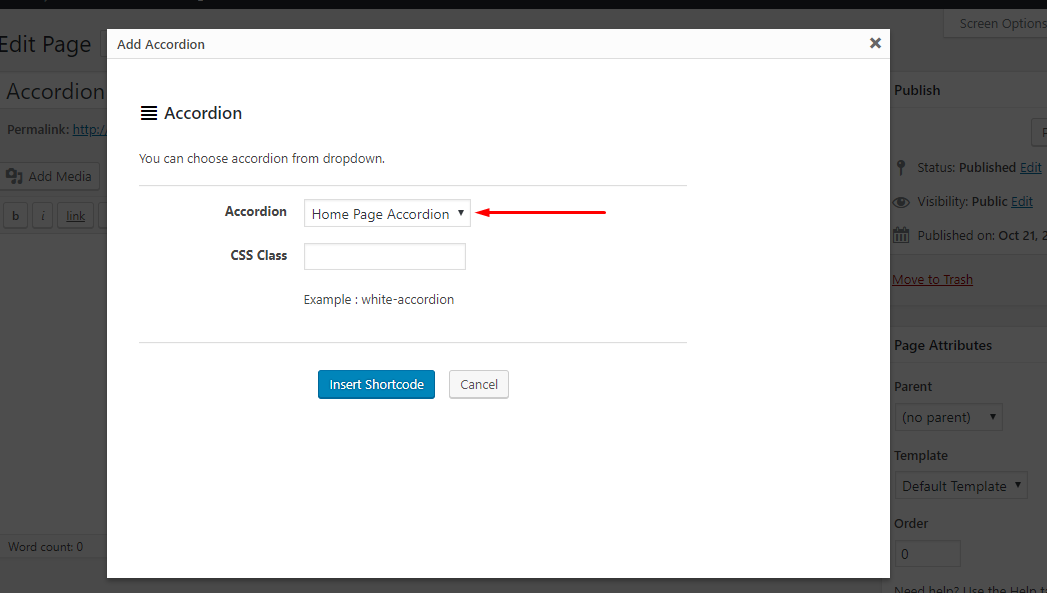 Screen Options
Edit Page
Add Accordion
Accordion
Permalink: http:/
Add Media
b
i
link
Word count: 0
Accordion
You can choose accordion from dropdown.
Accordion
Home Page Accordion
CSS Class
Example : white-accordion
Insert Shortcode
Cancel
Publish
Status: Published Edit
Visibility: Public Edit
Published on: Oct 21, 2
Move to Trash
Page Attributes
Parent
(no parent)
Template
Default Template
Order
0
Need help? Use the Help t